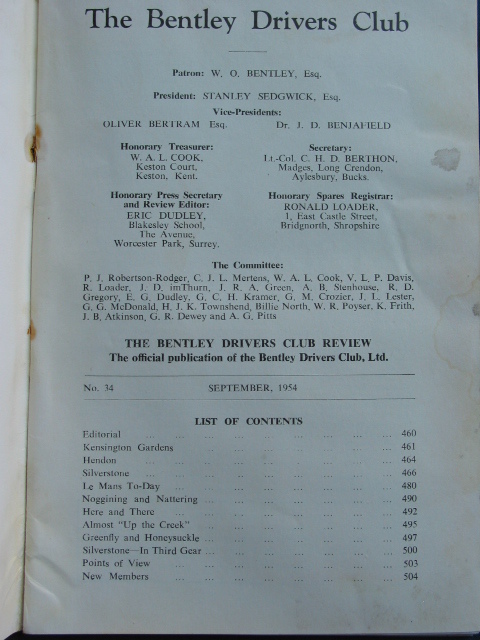 The Bentley Drivers Club
Patron: W. O. BENTLEY, Esq.
President: STANLEY SEDGWICK, Esq.
Vice-Presidents:
OLIVER BERTRAM Esq. Dr. J. D. BENJAFIELD
Honorary Treasurer:
W. A. L. COOK,
Keston Court,
Keston, Kent.
Secretary:
Lt.-Col. C. H. D. BERTHON,
Madges, Long Crendon,
Aylesbury, Bucks.
Honorary Press Secretary
and Review Editor:
ERIC DUDLEY,
Blakesley School,
The Avenue,
Worcester Park, Surrey.
Honorary Spares Registrar:
RONALD LOADER,
1, East Castle Street,
Bridgnorth, Shropshire
The Committee:
P. J. Robertson-Rodger, C. J. L. Mertens, W. A. L. Cook, V. L. P. Davis,
R. Loader, J. D. imThurn, J. R. A. Green, A. B. Stenhouse, R. D.
Gregory, E. G. Dudley, G. C. H. Kramer, G. M. Crozier, J. L. Lester,
G. G. McDonald, H. J. K. Townshend, Billie North, W. R. Poyser, K. Frith,
J. B. Atkinson, G. R. Dewey and A. G. Pitts
THE BENTLEY DRIVERS CLUB REVIEW
The official publication of the Bentley Drivers Club, Ltd.
No. 34 SEPTEMBER, 1954
LIST OF CONTENTS
Editorial ... 460
Kensington Gardens ... 461
Hendon ... 464
Silverstone ... 466
Le Mans To-Day ... 480
Noggining and Nattering ... 490
Here and There ... 492
Almost "Up the Creek" ... 495
Greenfly and Honeysuckle ... 497
Silverstone—In Third Gear ... 500
Points of View ... 503
New Members ... 504